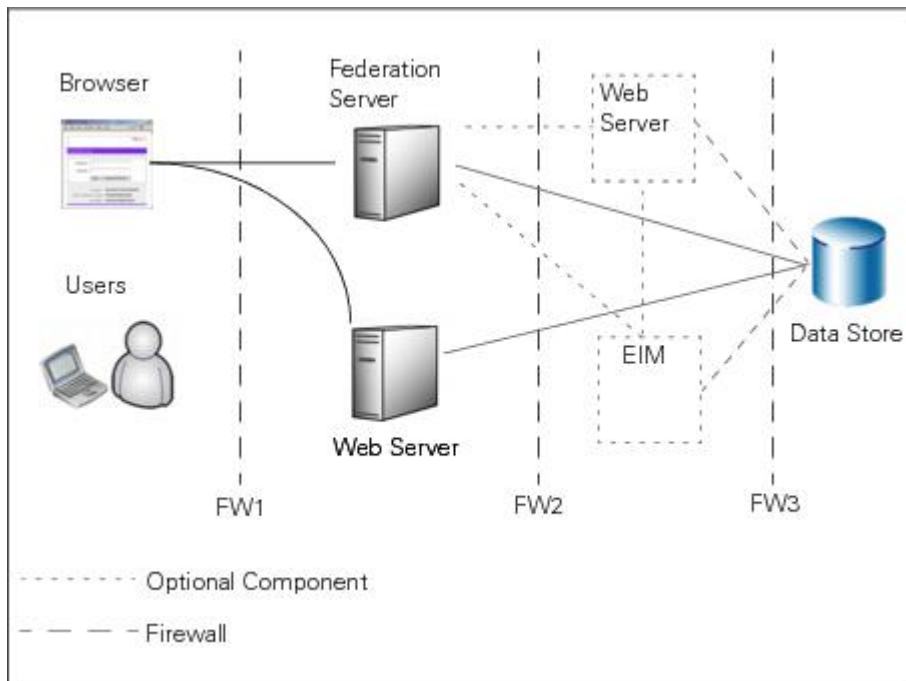 Browser
Federation
Server
Web
Server
Users
Data Store
EIM
Web Server
FW1
FW2
FW3
Optional Component
Firewall